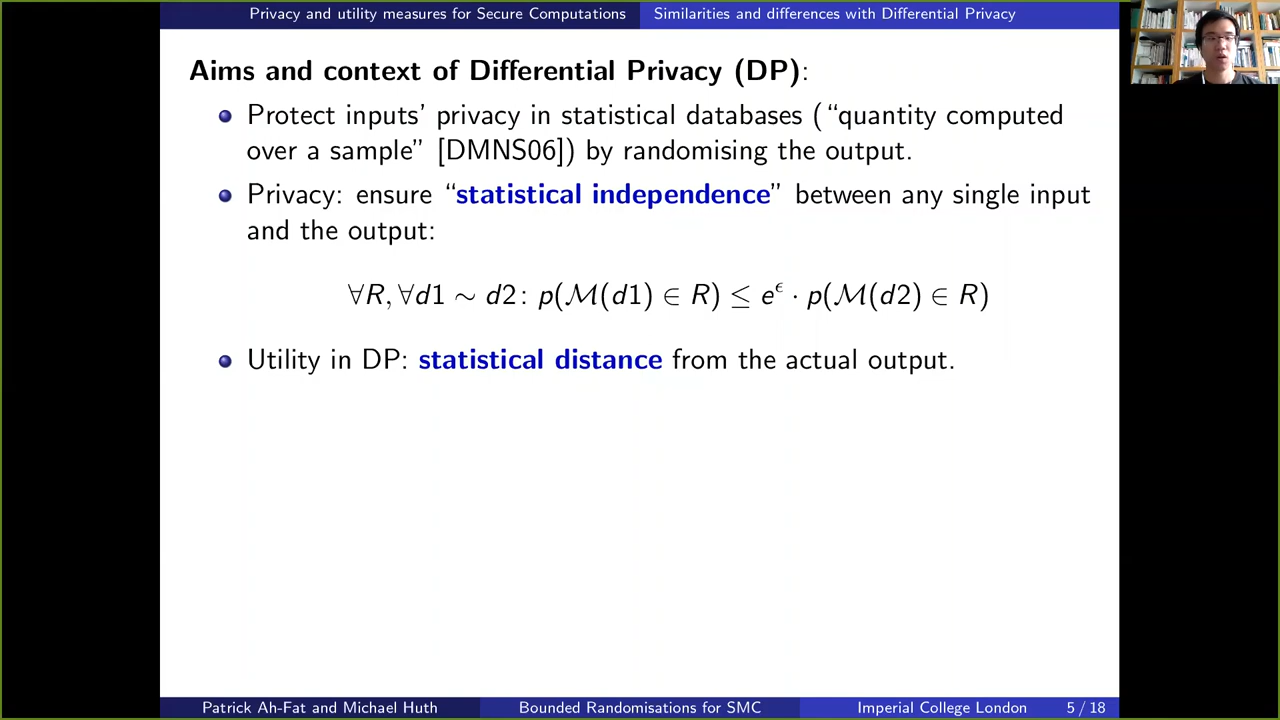 Privacy and utility measures for Secure Computations Similarities and differences with Differential Privacy
Aims and context of Differential Privacy (DP):
Protect inputs' privacy in statistical databases (“quantity computed
over a sample” [DMNS06]) by randomising the output.
Privacy: ensure “statistical independence” between any single input
and the output:
∀R, ∀d1 ∼ d2: p(ℳ(d1) ∈ R) ≤ e^ϵ · p(ℳ(d2) ∈ R)
Utility in DP: statistical distance from the actual output.
Patrick Ah-Fat and Michael Huth Bounded Randomisations for SMC Imperial College London 5 / 18